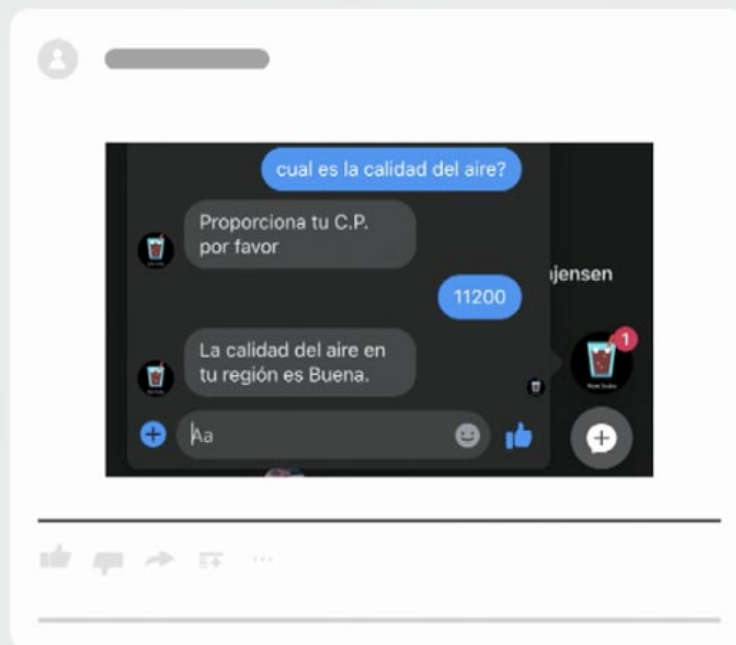 cual es la calidad del aire?
Proporciona tu C.P.
por favor
jensen
11200
1
La calidad del aire en
tu región es Buena.
Aa